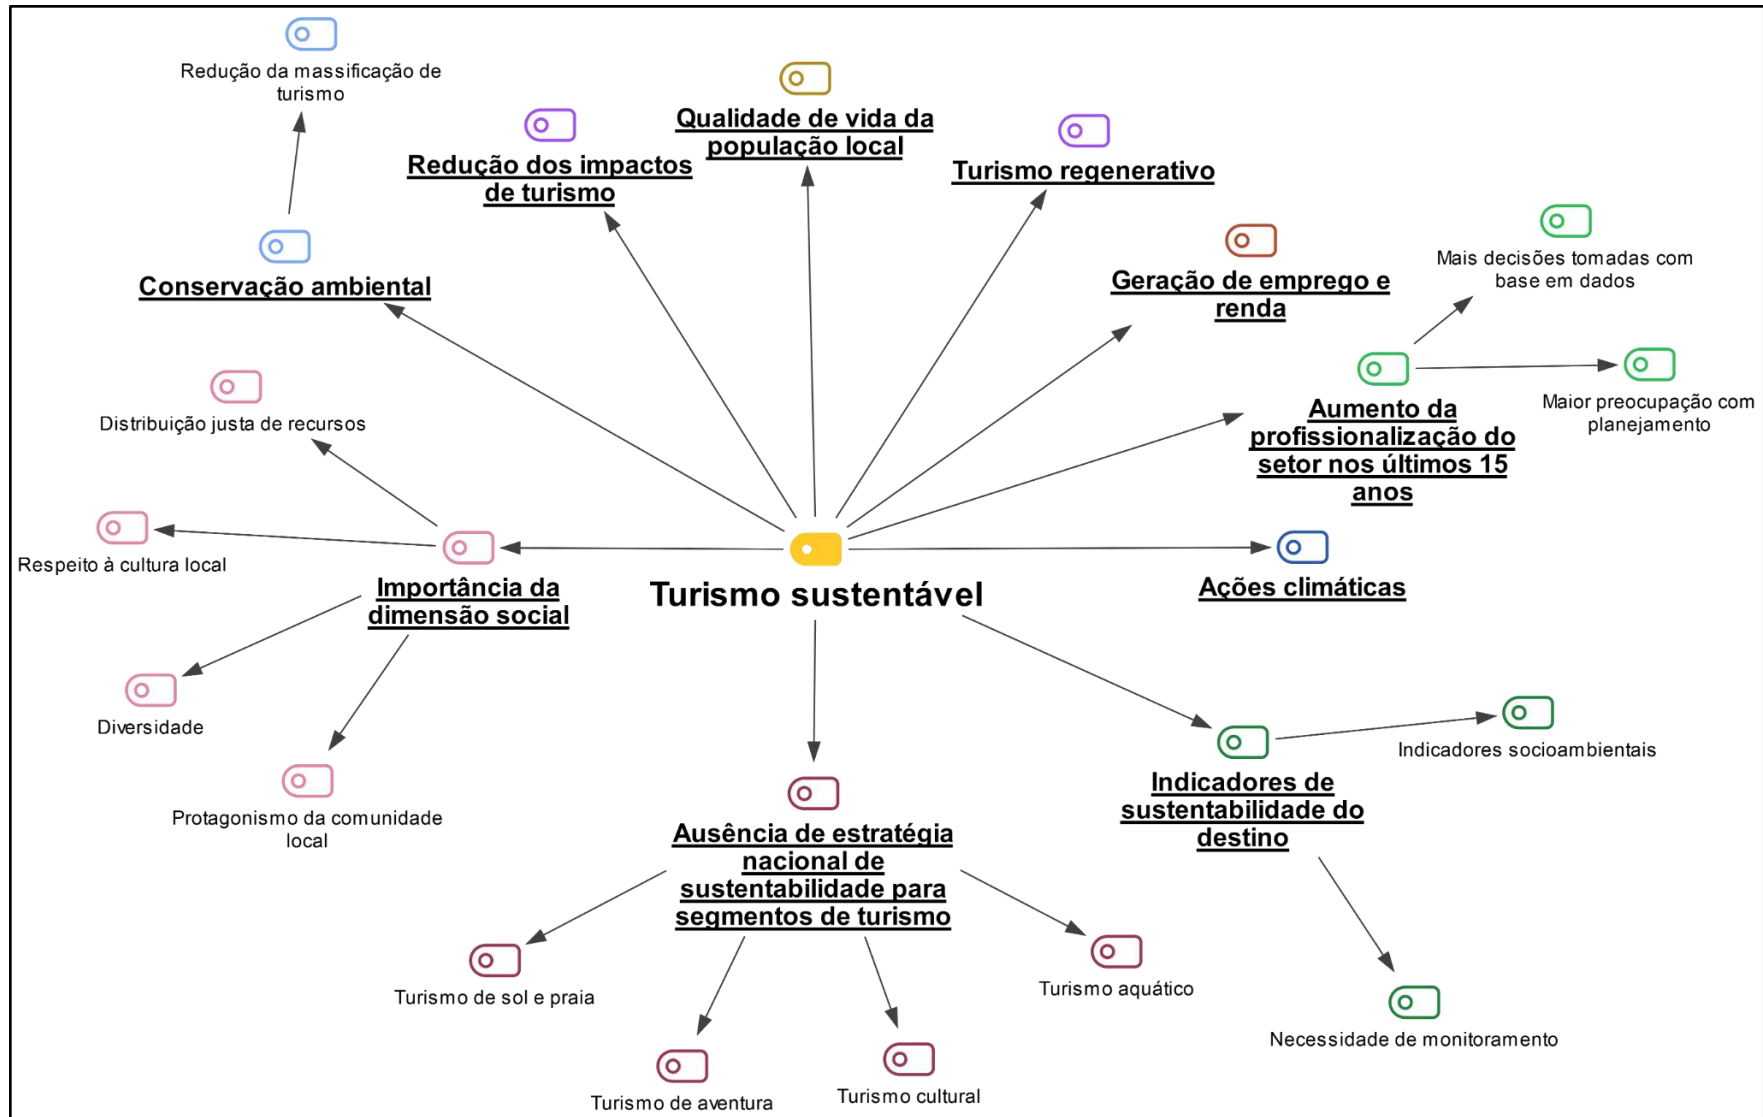 Redução da massificação de
turismo
Qualidade de vida da
população local
Redução dos impactos
de turismo
Turismo regenerativo
Conservação ambiental
Geração de emprego e
renda
Mais decisões tomadas com
base em dados
Maior preocupação com
planejamento
Aumento da
profissionalização do
setor nos últimos 15
anos
Distribuição justa de recursos
Respeito à cultura local
Importância da
dimensão social
Turismo sustentável
Ações climáticas
Diversidade
Protagonismo da comunidade
local
Ausência de estratégia
nacional de
sustentabilidade para
segmentos de turismo
Indicadores de
sustentabilidade do
destino
Indicadores socioambientais
Turismo de sol e praia
Turismo de aventura
Turismo cultural
Turismo aquático
Necessidade de monitoramento